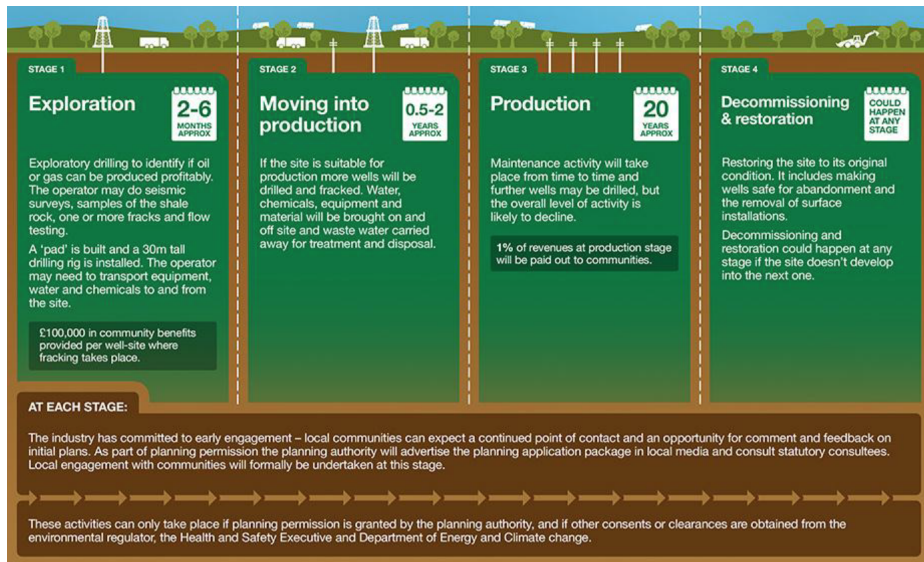 STAGE 1
Exploration
2-6
MONTHS
APPROX
Exploratory drilling to identify if oil
or gas can be produced profitably.
The operator may do seismic
surveys, samples of the shale
rock, one or more fracks and flow
testing.
A ‘pad’ is built and a 30m tall
drilling rig is installed. The operator
may need to transport equipment,
water and chemicals to and from
the site.
£100,000 in community benefits
provided per well-site where
fracking takes place.
STAGE 2
Moving into
production
0.5-2
YEARS
APPROX
If the site is suitable for
production more wells will be
drilled and fracked. Water,
chemicals, equipment and
material will be brought on and
off site and waste water carried
away for treatment and disposal.
STAGE 3
Production
20
YEARS
APPROX
Maintenance activity will take
place from time to time and
further wells may be drilled, but
the overall level of activity is
likely to decline.
1% of revenues at production stage
will be paid out to communities.
STAGE 4
Decommissioning
& restoration
COULD
HAPPEN
AT ANY
STAGE
Restoring the site to its original
condition. It includes making
wells safe for abandonment and
the removal of surface
installations.
Decommissioning and
restoration could happen at any
stage if the site doesn’t develop
into the next one.
AT EACH STAGE:
The industry has committed to early engagement – local communities can expect a continued point of contact and an opportunity for comment and feedback on
initial plans. As part of planning permission the planning authority will advertise the planning application package in local media and consult statutory consultees.
Local engagement with communities will formally be undertaken at this stage.
These activities can only take place if planning permission is granted by the planning authority, and if other consents or clearances are obtained from the
environmental regulator, the Health and Safety Executive and Department of Energy and Climate change.